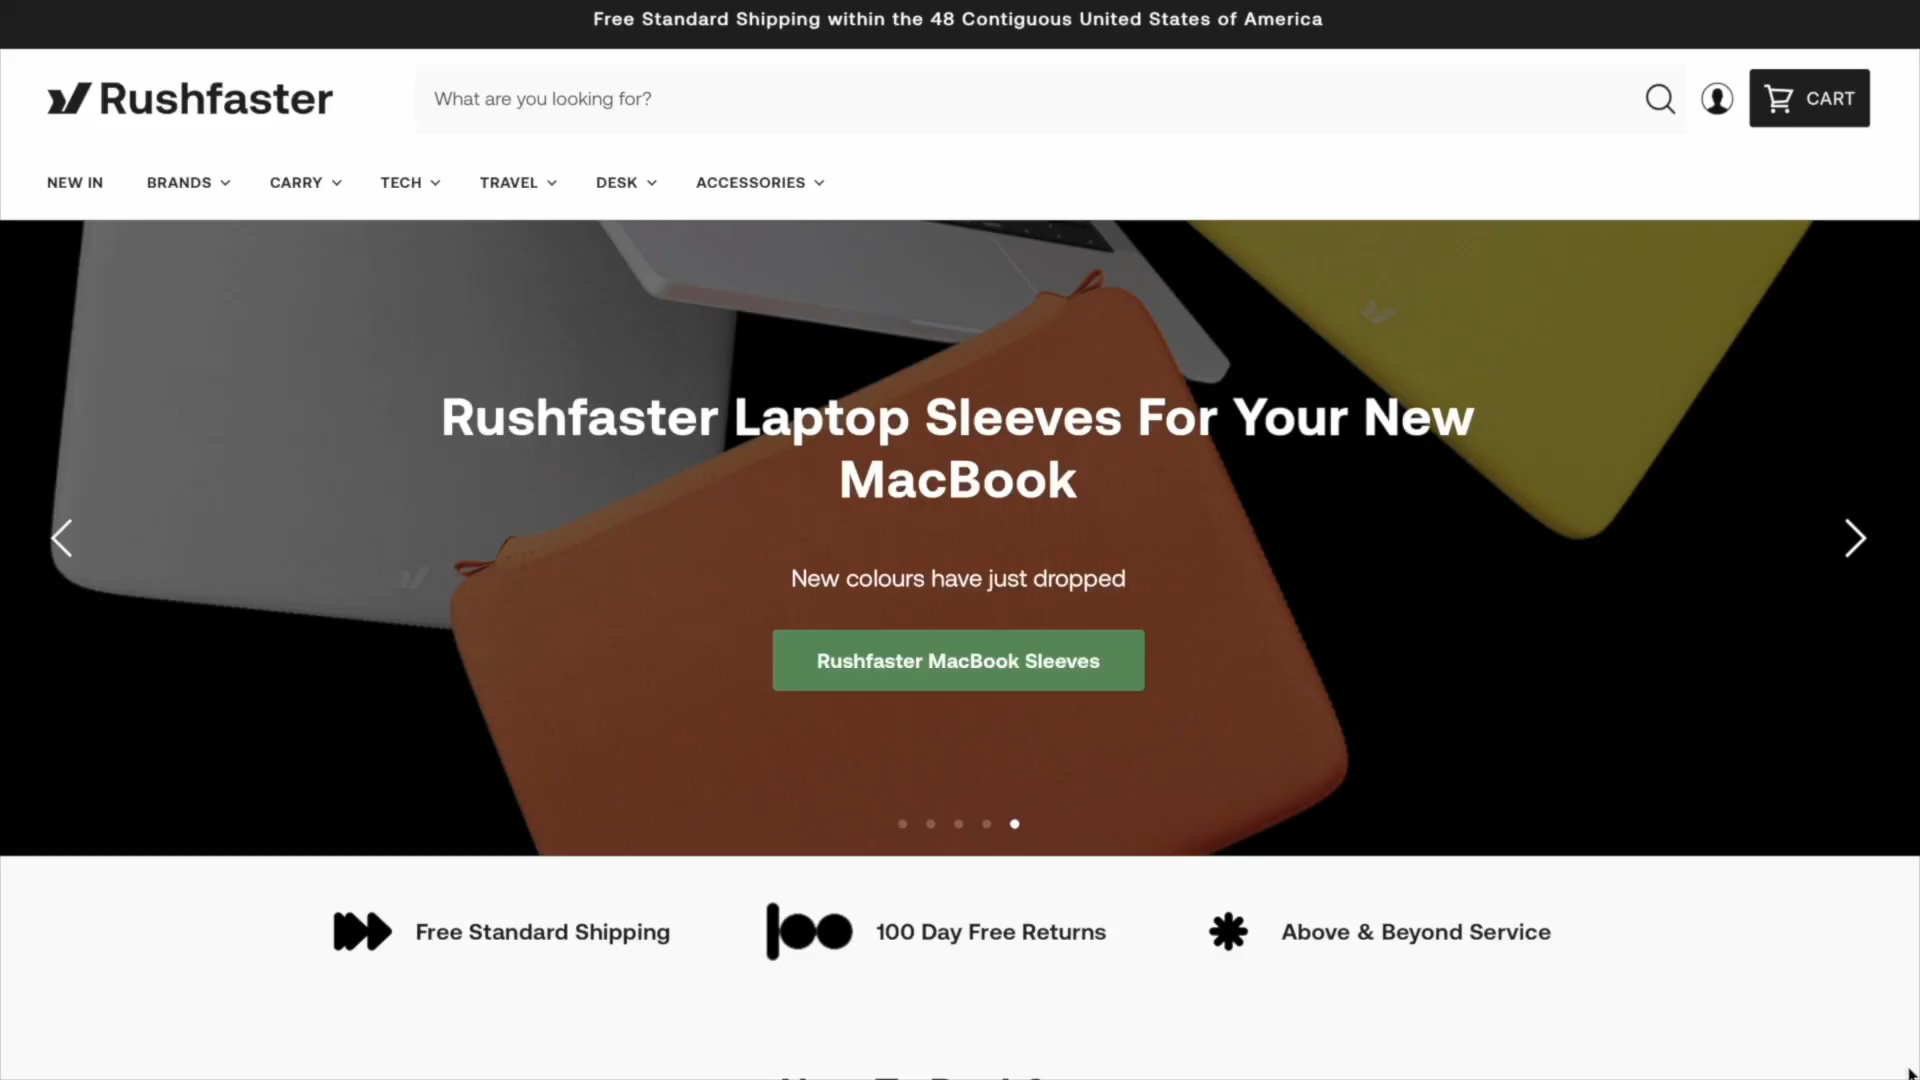 Free Standard Shipping within the 48 Contiguous United States of America
Rushfaster
What are you looking for?
CART
NEW IN
BRANDS
CARRY
TECH
TRAVEL
DESK
ACCESSORIES
Rushfaster Laptop Sleeves For Your New
MacBook
New colours have just dropped
Rushfaster MacBook Sleeves
Free Standard Shipping
100 Day Free Returns
Above & Beyond Service